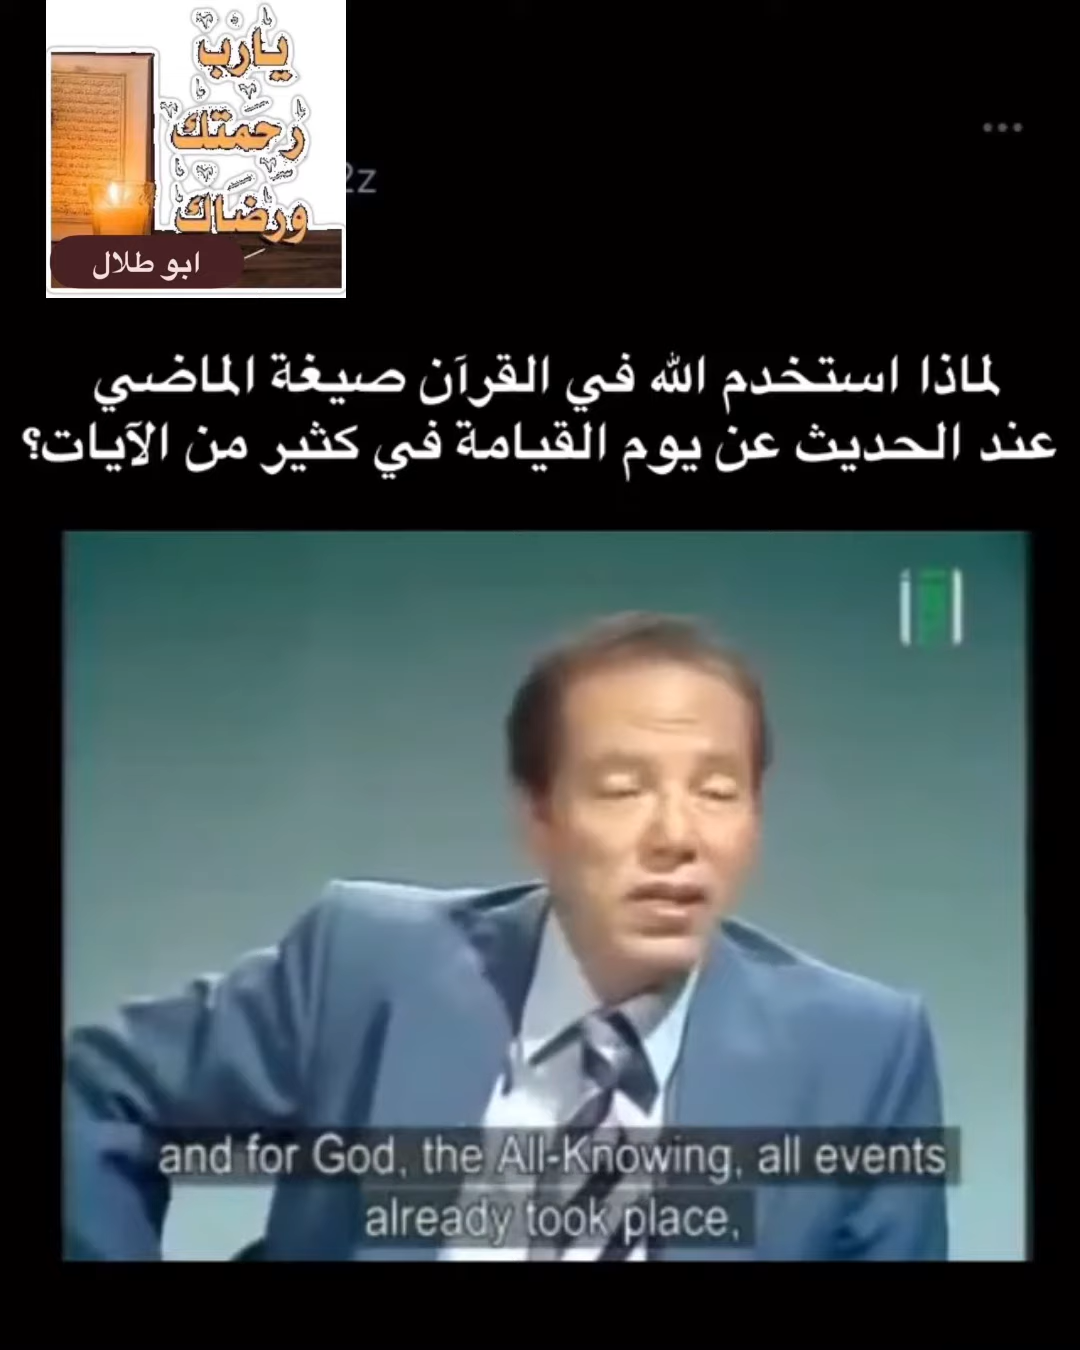 يارب
رحمتك
ورضاك
ابو طلال
2z
لماذا استخدم الله في القرآن صيغة الماضي
عند الحديث عن يوم القيامة في كثير من الآيات؟
and for God, the All-Knowing, all events
already took place,